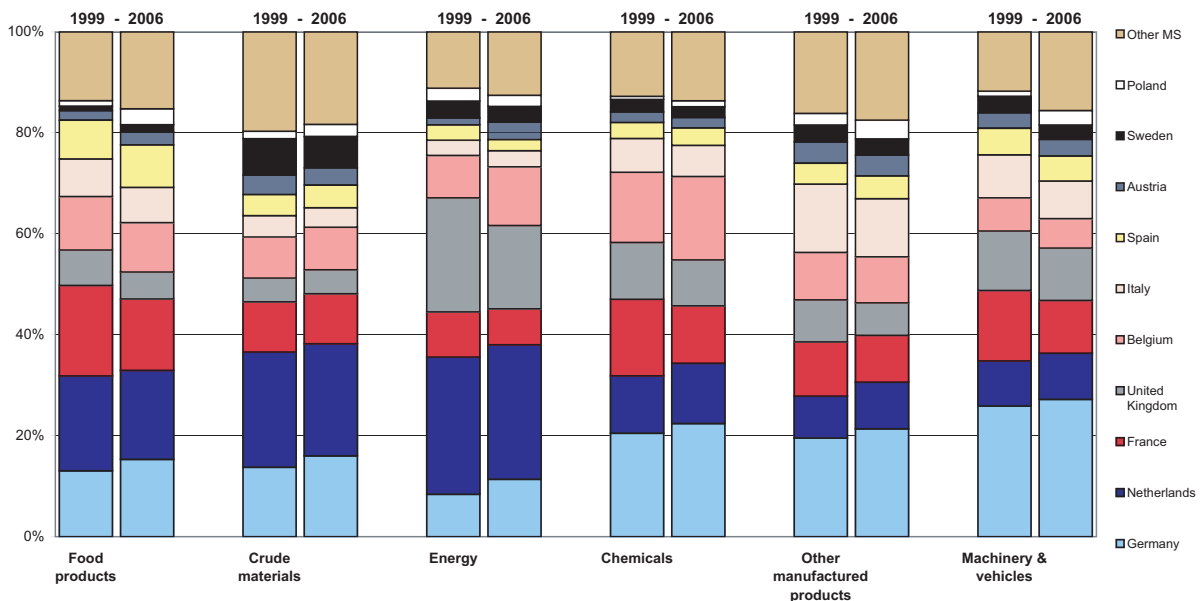 1999 - 2006 1999 - 2006 1999 - 2006 1999 - 2006 1999 - 2006 1999 - 2006
100%
80%
60%
40%
20%
0%
Food
products
Crude
materials
Energy
Chemicals
Other
manufactured
products
Machinery &
vehicles
Other MS
Poland
Sweden
Austria
Spain
Italy
Belgium
United
Kingdom
France
Netherlands
Germany